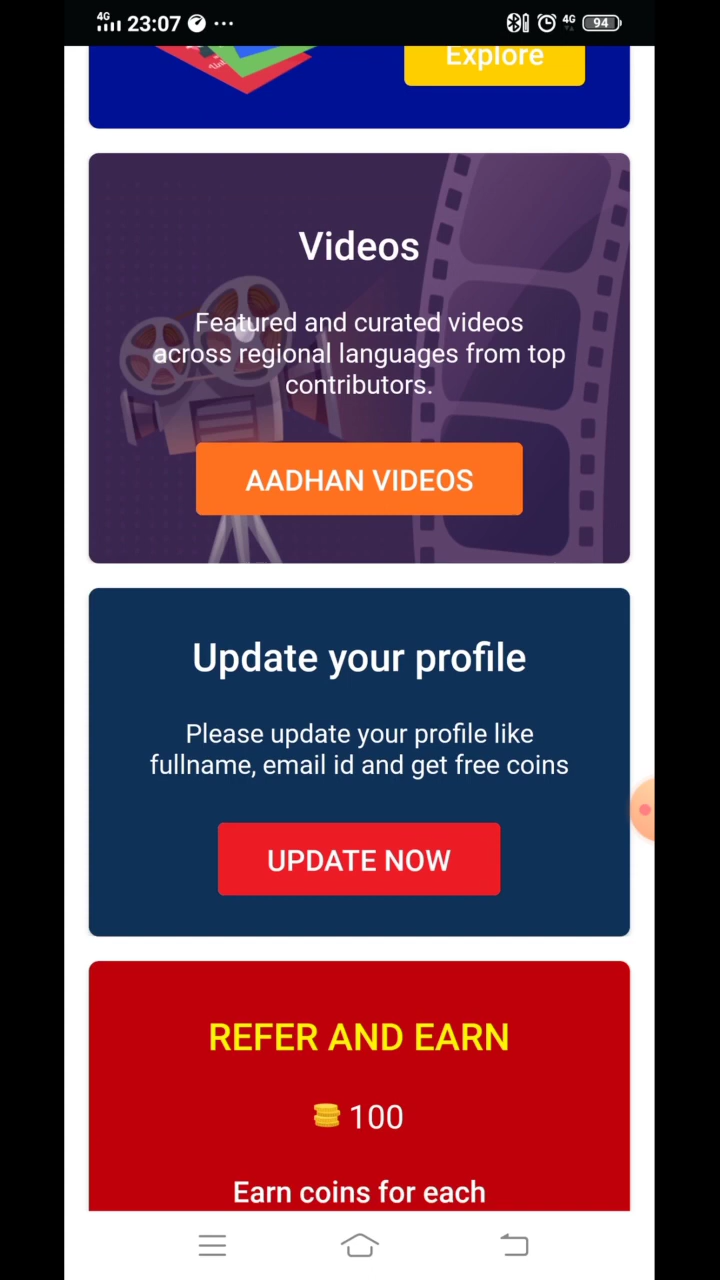 4G 23:07 ... 4G 94
Explore
Videos
Featured and curated videos
across regional languages from top
contributors.
AADHAN VIDEOS
Update your profile
Please update your profile like
fullname, email id and get free coins
UPDATE NOW
REFER AND EARN
100
Earn coins for each